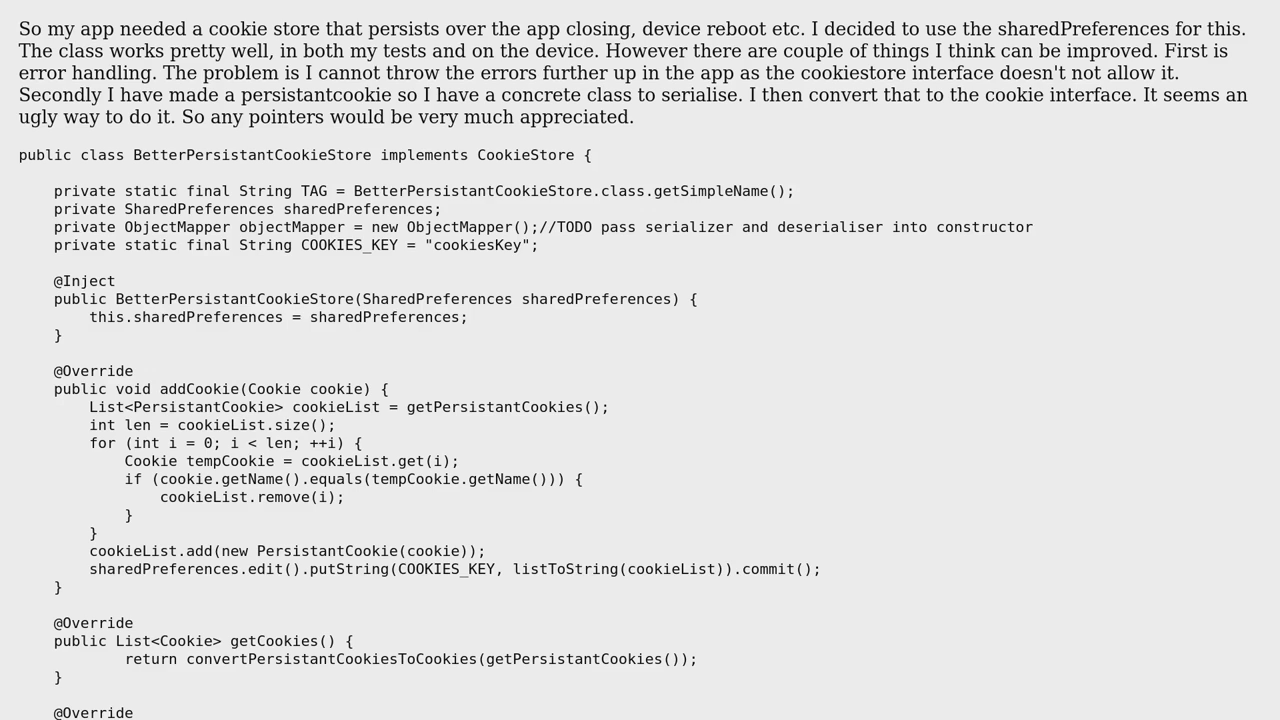 So my app needed a cookie store that persists over the app closing, device reboot etc. I decided to use the sharedPreferences for this.
The class works pretty well, in both my tests and on the device. However there are couple of things I think can be improved. First is
error handling. The problem is I cannot throw the errors further up in the app as the cookiestore interface doesn't not allow it.
Secondly I have made a persistantcookie so I have a concrete class to serialise. I then convert that to the cookie interface. It seems an
ugly way to do it. So any pointers would be very much appreciated.
public class BetterPersistantCookieStore implements CookieStore {
    private static final String TAG = BetterPersistantCookieStore.class.getSimpleName();
    private SharedPreferences sharedPreferences;
    private ObjectMapper objectMapper = new ObjectMapper();//TODO pass serializer and deserialiser into constructor
    private static final String COOKIES_KEY = "cookiesKey";
    @Inject
    public BetterPersistantCookieStore(SharedPreferences sharedPreferences) {
        this.sharedPreferences = sharedPreferences;
    }
    @Override
    public void addCookie(Cookie cookie) {
        List<PersistantCookie> cookieList = getPersistantCookies();
        int len = cookieList.size();
        for (int i = 0; i < len; ++i) {
            Cookie tempCookie = cookieList.get(i);
            if (cookie.getName().equals(tempCookie.getName())) {
                cookieList.remove(i);
            }
        }
        cookieList.add(new PersistantCookie(cookie));
        sharedPreferences.edit().putString(COOKIES_KEY, listToString(cookieList)).commit();
    }
    @Override
    public List<Cookie> getCookies() {
            return convertPersistantCookiesToCookies(getPersistantCookies());
    }
    @Override